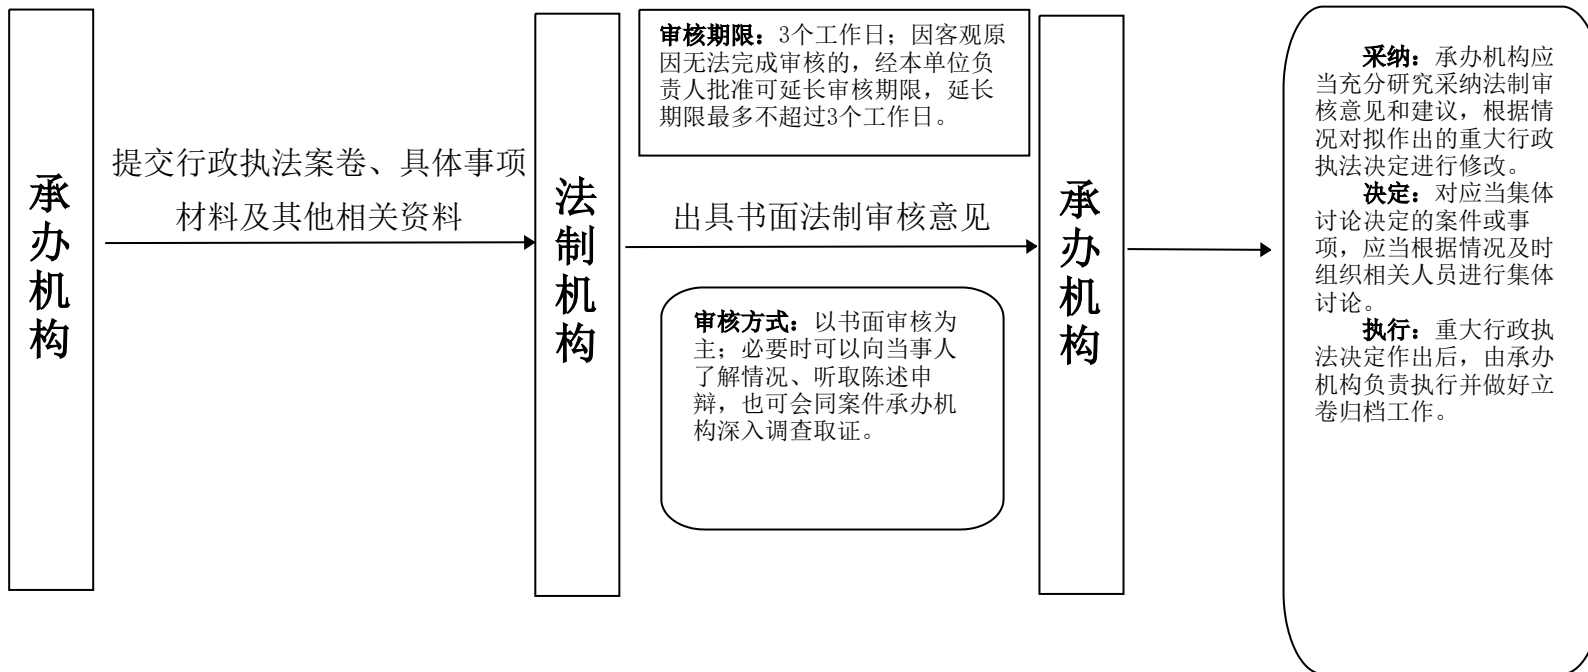 承办机构
提交行政执法案卷、具体事项
材料及其他相关资料
法制机构
审核期限：3个工作日；因客观原
因无法完成审核的，经本单位负
责人批准可延长审核期限，延长
期限最多不超过3个工作日。
出具书面法制审核意见
审核方式：以书面审核为
主；必要时可以向当事人
了解情况、听取陈述申
辩，也可会同案件承办机
构深入调查取证。
承办机构
采纳：承办机构应
当充分研究采纳法制审
核意见和建议，根据情
况对拟作出的重大行政
执法决定进行修改。
决定：对应当集体
讨论决定的案件或事
项，应当根据情况及时
组织相关人员进行集体
讨论。
执行：重大行政执
法决定作出后，由承办
机构负责执行并做好立
卷归档工作。